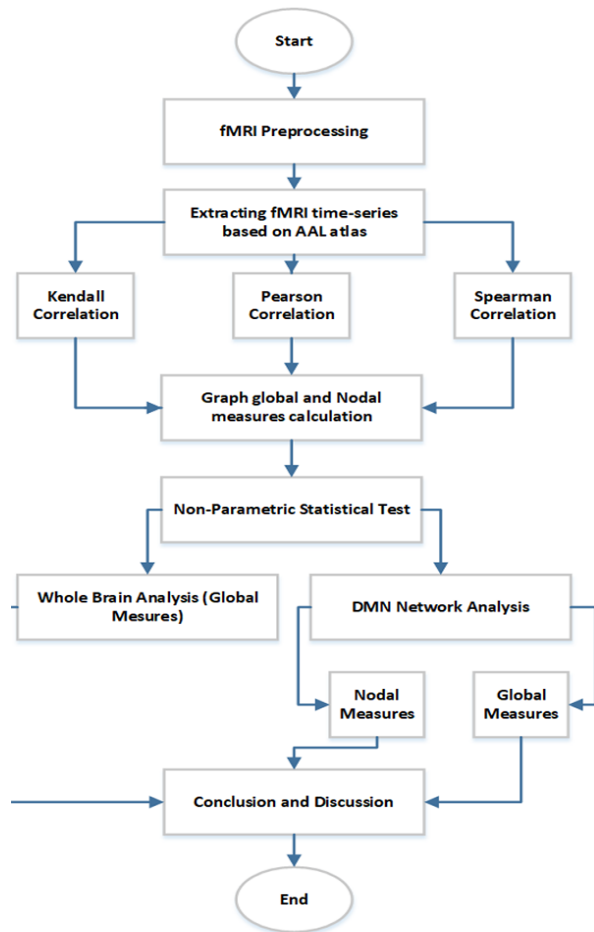 Start
fMRI Preprocessing
Extracting fMRI time-series
based on AAL atlas
Kendall
Correlation
Pearson
Correlation
Spearman
Correlation
Graph global and Nodal
measures calculation
Non-Parametric Statistical Test
Whole Brain Analysis (Global
Mesures)
DMN Network Analysis
Nodal
Measures
Global
Measures
Conclusion and Discussion
End